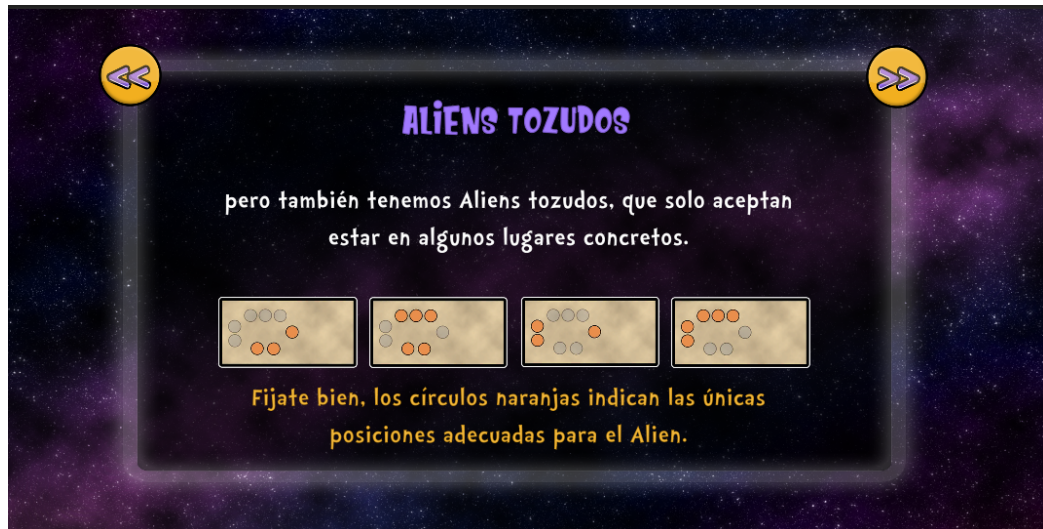 ALIENS TOZUDOS
pero también tenemos Aliens tozudos, que solo aceptan
estar en algunos lugares concretos.
Fijate bien, los círculos naranjas indican las únicas
posiciones adecuadas para el Alien.